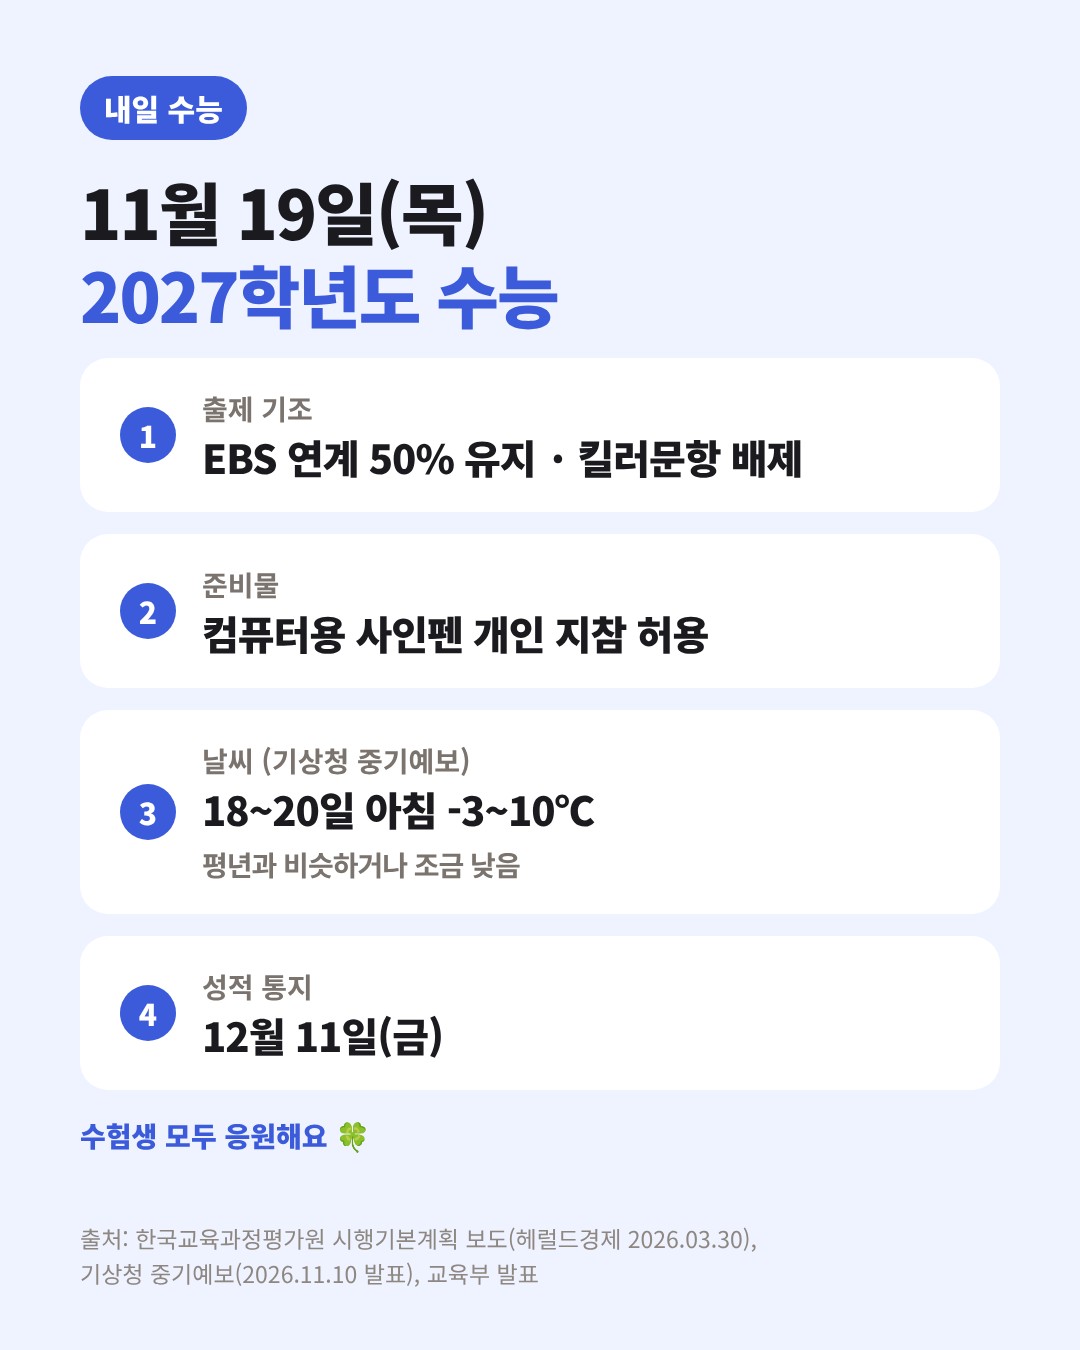 내일 수능
11월 19일(목)
2027학년도 수능
1
출제 기조
EBS 연계 50% 유지 · 킬러문항 배제
2
준비물
컴퓨터용 사인펜 개인 지참 허용
3
날씨 (기상청 중기예보)
18~20일 아침 -3~10℃
평년과 비슷하거나 조금 낮음
4
성적 통지
12월 11일(금)
수험생 모두 응원해요 🍀
출처: 한국교육과정평가원 시행기본계획 보도(헤럴드경제 2026.03.30),
기상청 중기예보(2026.11.10 발표), 교육부 발표